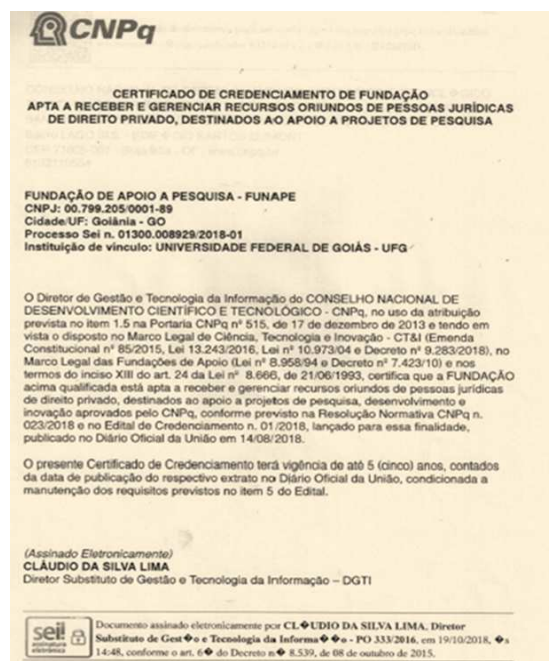 CNPq
CERTIFICADO DE CREDENCIAMENTO DE FUNDAÇÃO
APTA A RECEBER E GERENCIAR RECURSOS ORIUNDOS DE PESSOAS JURÍDICAS
DE DIREITO PRIVADO, DESTINADOS AO APOIO A PROJETOS DE PESQUISA
FUNDAÇÃO DE APOIO A PESQUISA - FUNAPE
CNPJ: 00.799.205/0001-89
Cidade/UF: Goiânia - GO
Processo Sei n. 01300.008929/2018-01
Instituição de vinculo: UNIVERSIDADE FEDERAL DE GOIÁS - UFG
O Diretor de Gestão e Tecnologia da Informação do CONSELHO NACIONAL DE
DESENVOLVIMENTO CIENTÍFICO E TECNOLÓGICO - CNPq, no uso da atribuição
prevista no item 1.5 na Portaria CNPq nº 515, de 17 de dezembro de 2013 e tendo em
vista o disposto no Marco Legal de Ciência, Tecnologia e Inovação - CT&I (Emenda
Constitucional nº 85/2015, Lei 13.243/2016, Lei nº 10.973/04 e Decreto nº 9.283/2018), no
Marco Legal das Fundações de Apoio (Lei nº 8.958/94 e Decreto nº 7.423/10) e nos
termos do inciso XIII do art. 24 da Lei nº 8.666, de 21/06/1993, certifica que a FUNDAÇÃO
acima qualificada está apta a receber e gerenciar recursos oriundos de pessoas jurídicas
de direito privado, destinados ao apoio a projetos de pesquisa, desenvolvimento e
inovação aprovados pelo CNPq, conforme previsto na Resolução Normativa CNPq n.
023/2018 e no Edital de Credenciamento n. 01/2018, lançado para essa finalidade,
publicado no Diário Oficial da União em 14/08/2018.
O presente Certificado de Credenciamento terá vigência de até 5 (cinco) anos, contados
da data de publicação do respectivo extrato no Diário Oficial da União, condicionada a
manutenção dos requisitos previstos no item 5 do Edital.
(Assinado Eletronicamente)
CLÁUDIO DA SILVA LIMA
Diretor Substituto de Gestão e Tecnologia da Informação – DGTI
sei!
assinatura
eletrônica
Documento assinado eletronicamente por CL�UDIO DA SILVA LIMA, Diretor
Substituto de Gest�o e Tecnologia da Informa��o - PO 333/2016, em 19/10/2018, �s
14:48, conforme o art. 6� do Decreto n� 8.539, de 08 de outubro de 2015.